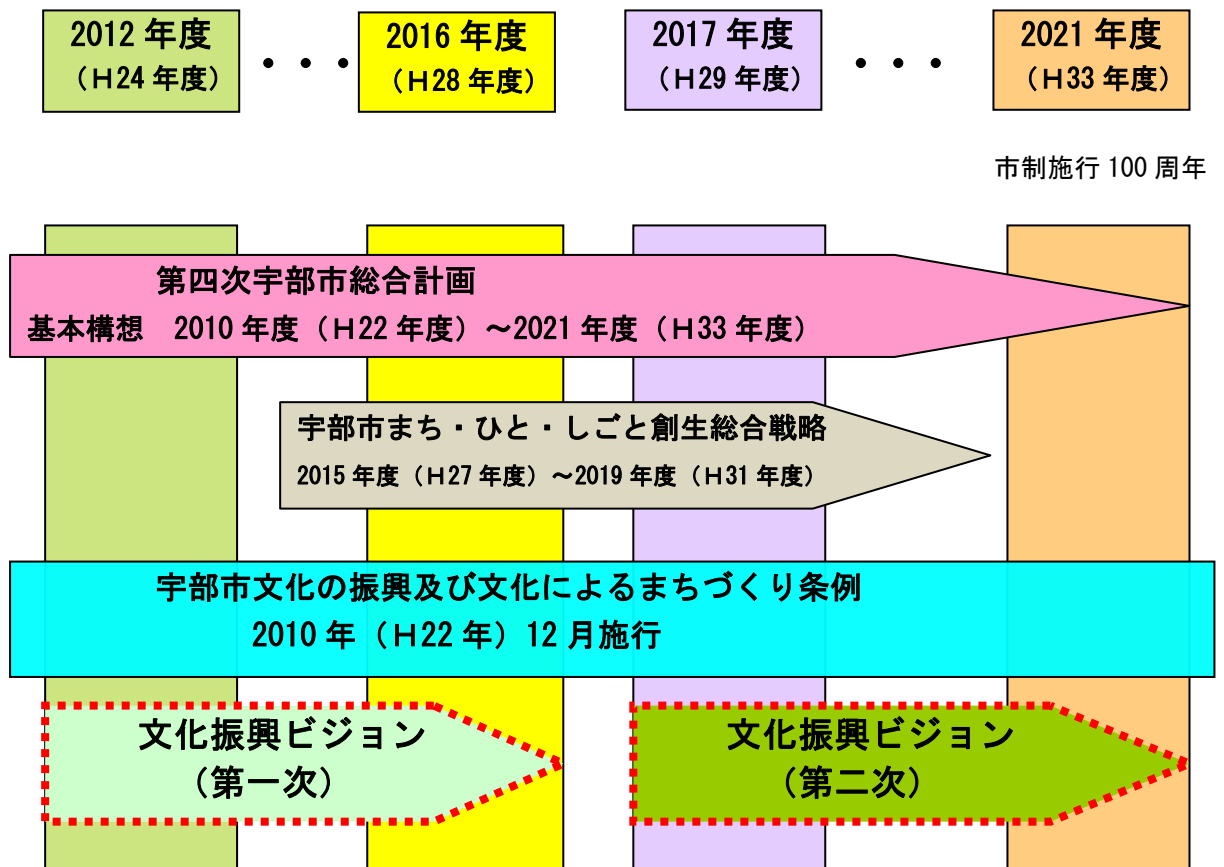 2012 年度
（Ｈ24 年度）
・・・
2016 年度
（Ｈ28 年度）
2017 年度
（Ｈ29 年度）
・・・
2021 年度
（Ｈ33 年度）
市制施行 100 周年
第四次宇部市総合計画
基本構想　2010 年度（Ｈ22 年度）～2021 年度（Ｈ33 年度）
宇部市まち・ひと・しごと創生総合戦略
2015 年度（Ｈ27 年度）～2019 年度（Ｈ31 年度）
宇部市文化の振興及び文化によるまちづくり条例
2010 年（Ｈ22 年）12 月施行
文化振興ビジョン
（第一次）
文化振興ビジョン
（第二次）